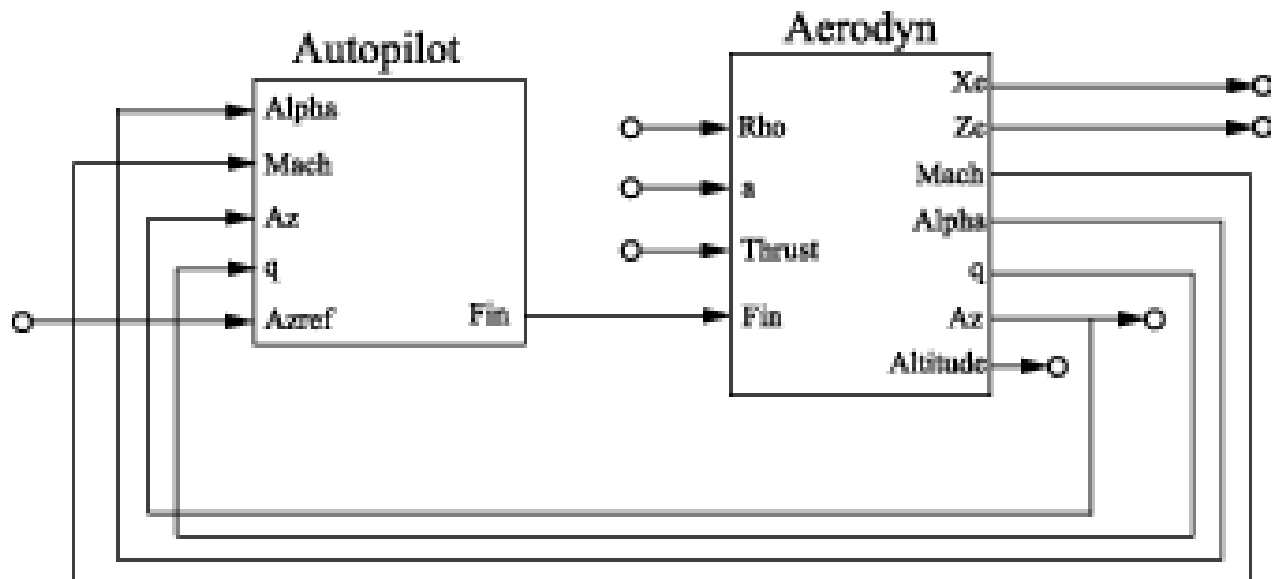 Autopilot
Alpha
Mach
Az
q
Azref
Fin
Aerodyn
Rho
a
Thrust
Fin
Xe
Ze
Mach
Alpha
q
Az
Altitude